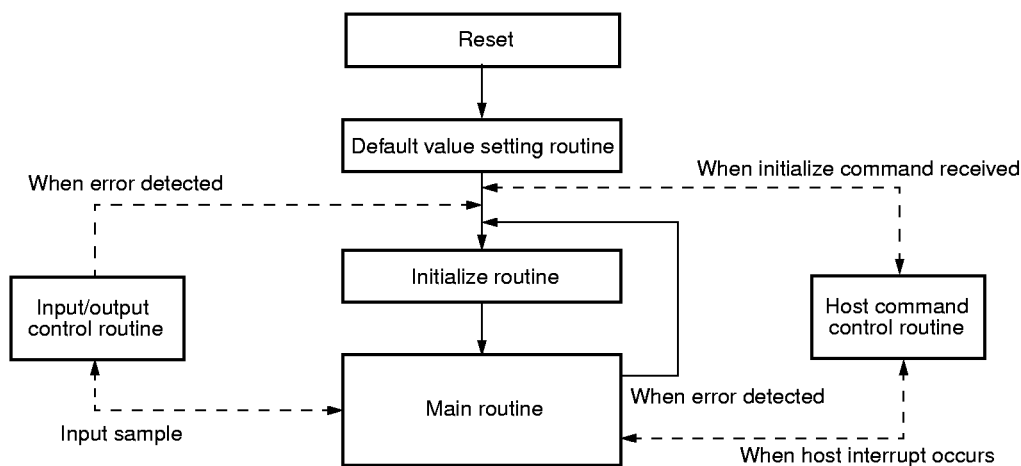 Reset
Default value setting routine
When initialize command received
When error detected
Initialize routine
Input/output
control routine
Host command
control routine
Main routine
When error detected
Input sample
When host interrupt occurs